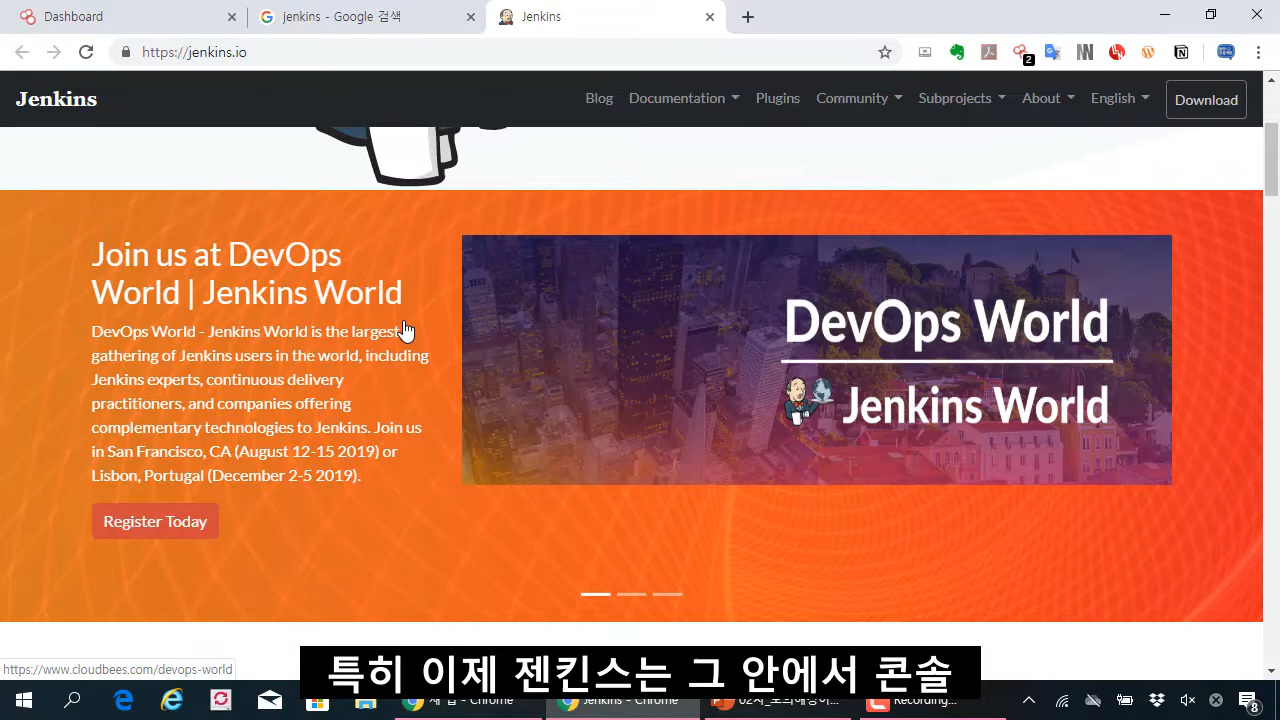 Dashboard
jenkins - Google 검색
Jenkins
https://jenkins.io
2
Jenkins
Blog
Documentation
Plugins
Community
Subprojects
About
English
Download
Join us at DevOps
World | Jenkins World
DevOps World - Jenkins World is the largest
gathering of Jenkins users in the world, including
Jenkins experts, continuous delivery
practitioners, and companies offering
complementary technologies to Jenkins. Join us
in San Francisco, CA (August 12-15 2019) or
Lisbon, Portugal (December 2-5 2019).
Register Today
DevOps World
Jenkins World
https://www.cloudbees.com/devops-world
특히 이제 젠킨스는 그 안에서 콘솔
Jenkins - Chrome
Recording...
8